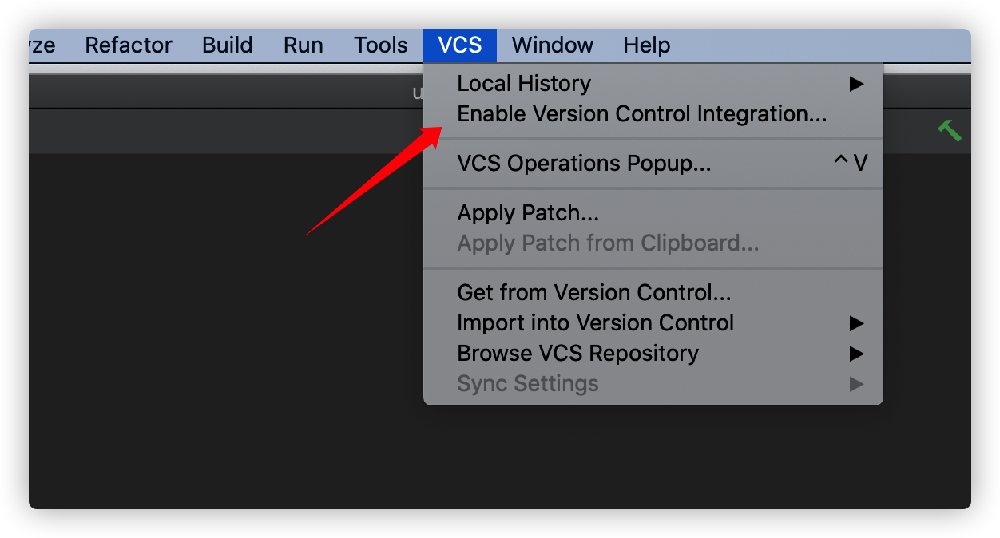 yze Refactor Build Run Tools VCS Window Help
u
Local History ▶
Enable Version Control Integration...
VCS Operations Popup... ^ V
Apply Patch...
Apply Patch from Clipboard...
Get from Version Control...
Import into Version Control ▶
Browse VCS Repository ▶
Sync Settings ▶